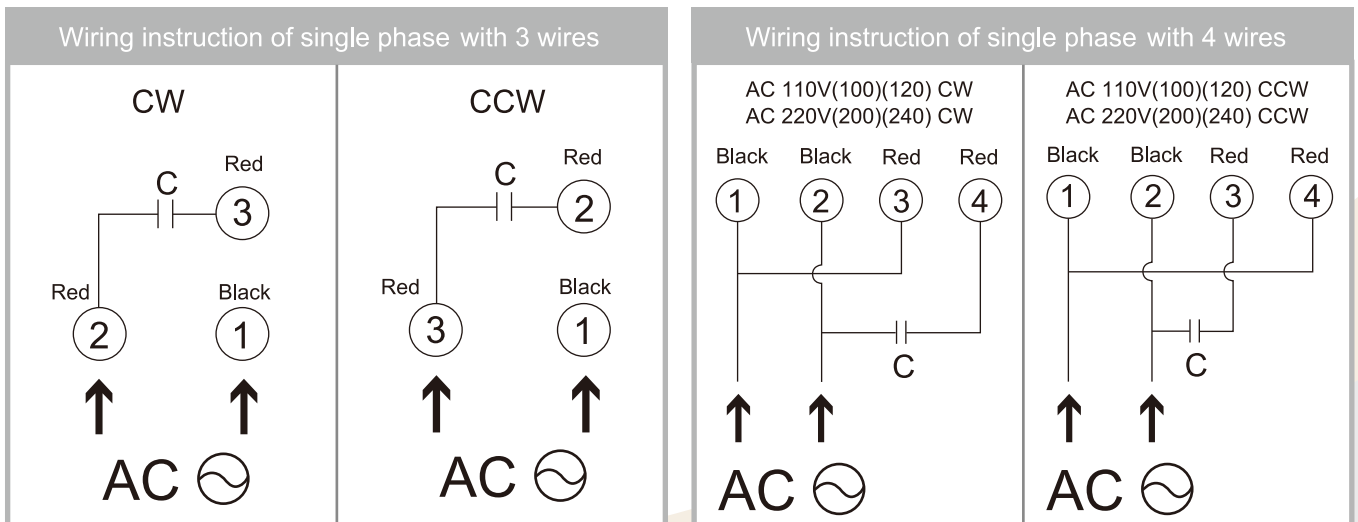 Wiring instruction of single phase with 3 wires
CW
C
Red
3
Red
2
Black
1
AC
CCW
C
Red
2
Red
3
Black
1
AC
Wiring instruction of single phase with 4 wires
AC 110V(100)(120) CW
AC 220V(200)(240) CW
Black Black Red Red
1 2 3 4
C
AC
AC 110V(100)(120) CCW
AC 220V(200)(240) CCW
Black Black Red Red
1 2 3 4
C
AC